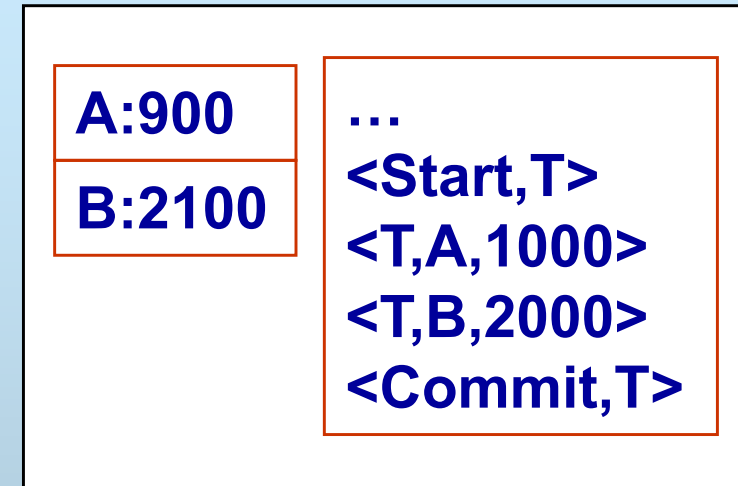 A:900
B:2100
…
<Start,T>
<T,A,1000>
<T,B,2000>
<Commit,T>